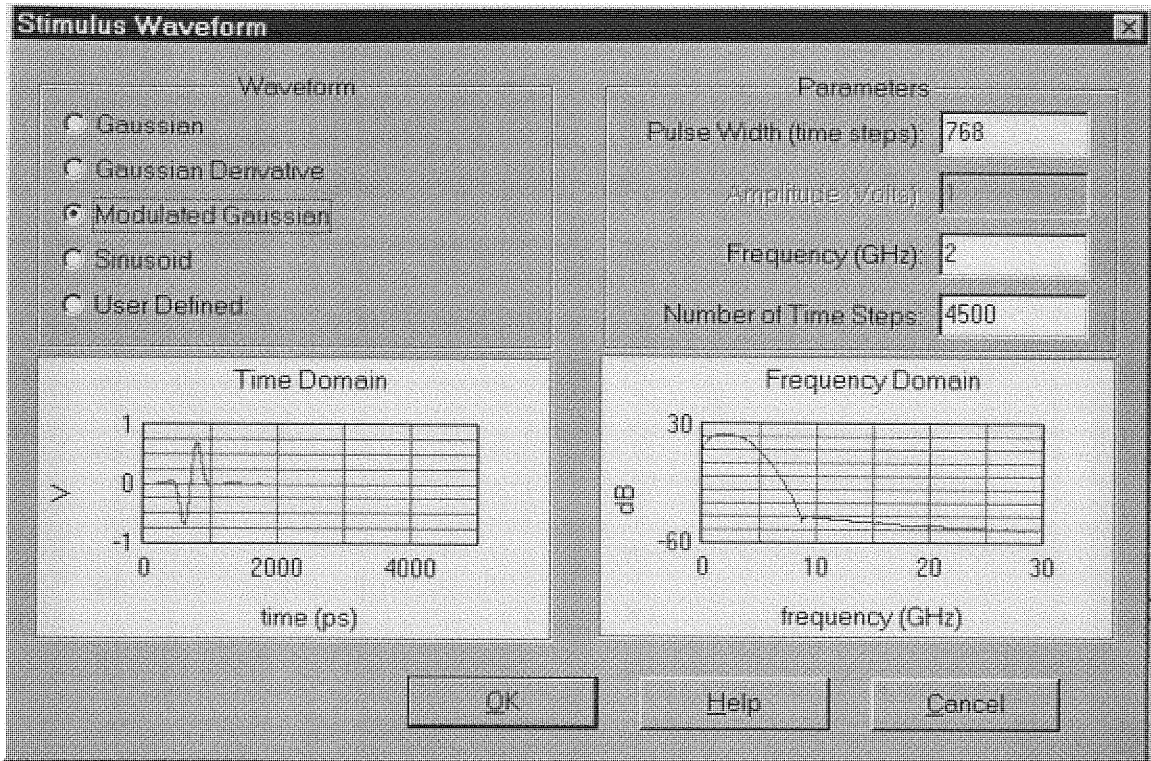 Stimulus Waveform
Waveform
Gaussian
Gaussian Derivative
Modulated Gaussian
Sinusoid
User Defined:
Parameters
Pulse Width (time steps): 768
Amplitude (Volts): 1
Frequency (GHz): 2
Number of Time Steps: 4500
Time Domain
1
0
-1
V
0 2000 4000
time (ps)
Frequency Domain
30
-60
dB
0 10 20 30
frequency (GHz)
OK Help Cancel